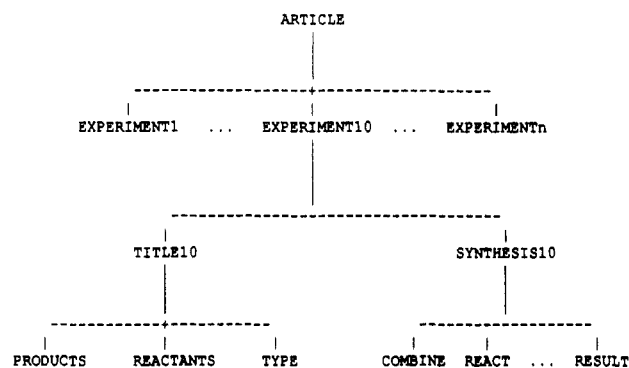 ARTICLE
EXPERIMENT1 ... EXPERIMENT10 ... EXPERIMENTn
TITLE10 SYNTHESIS10
PRODUCTS REACTANTS TYPE COMBINE REACT ... RESULT